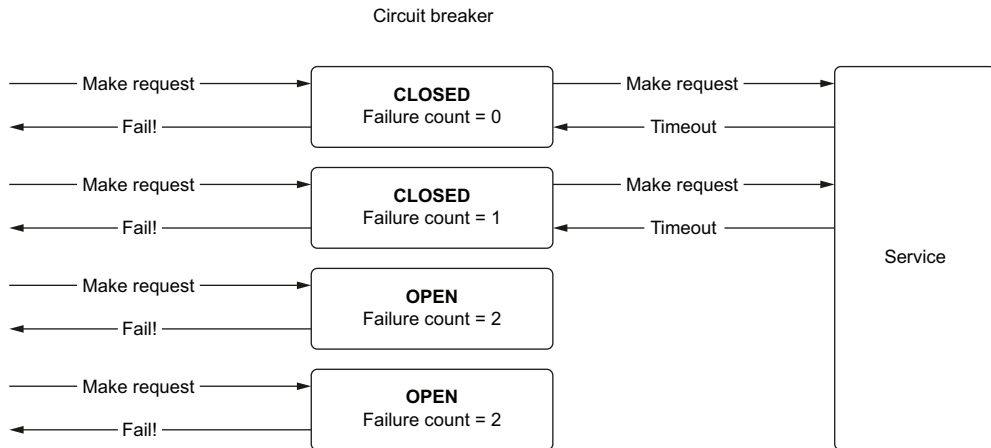 Circuit breaker
Make request
CLOSED
Failure count = 0
Make request
Fail!
Timeout
Make request
CLOSED
Failure count = 1
Make request
Fail!
Timeout
Service
Make request
OPEN
Failure count = 2
Fail!
Make request
OPEN
Failure count = 2
Fail!